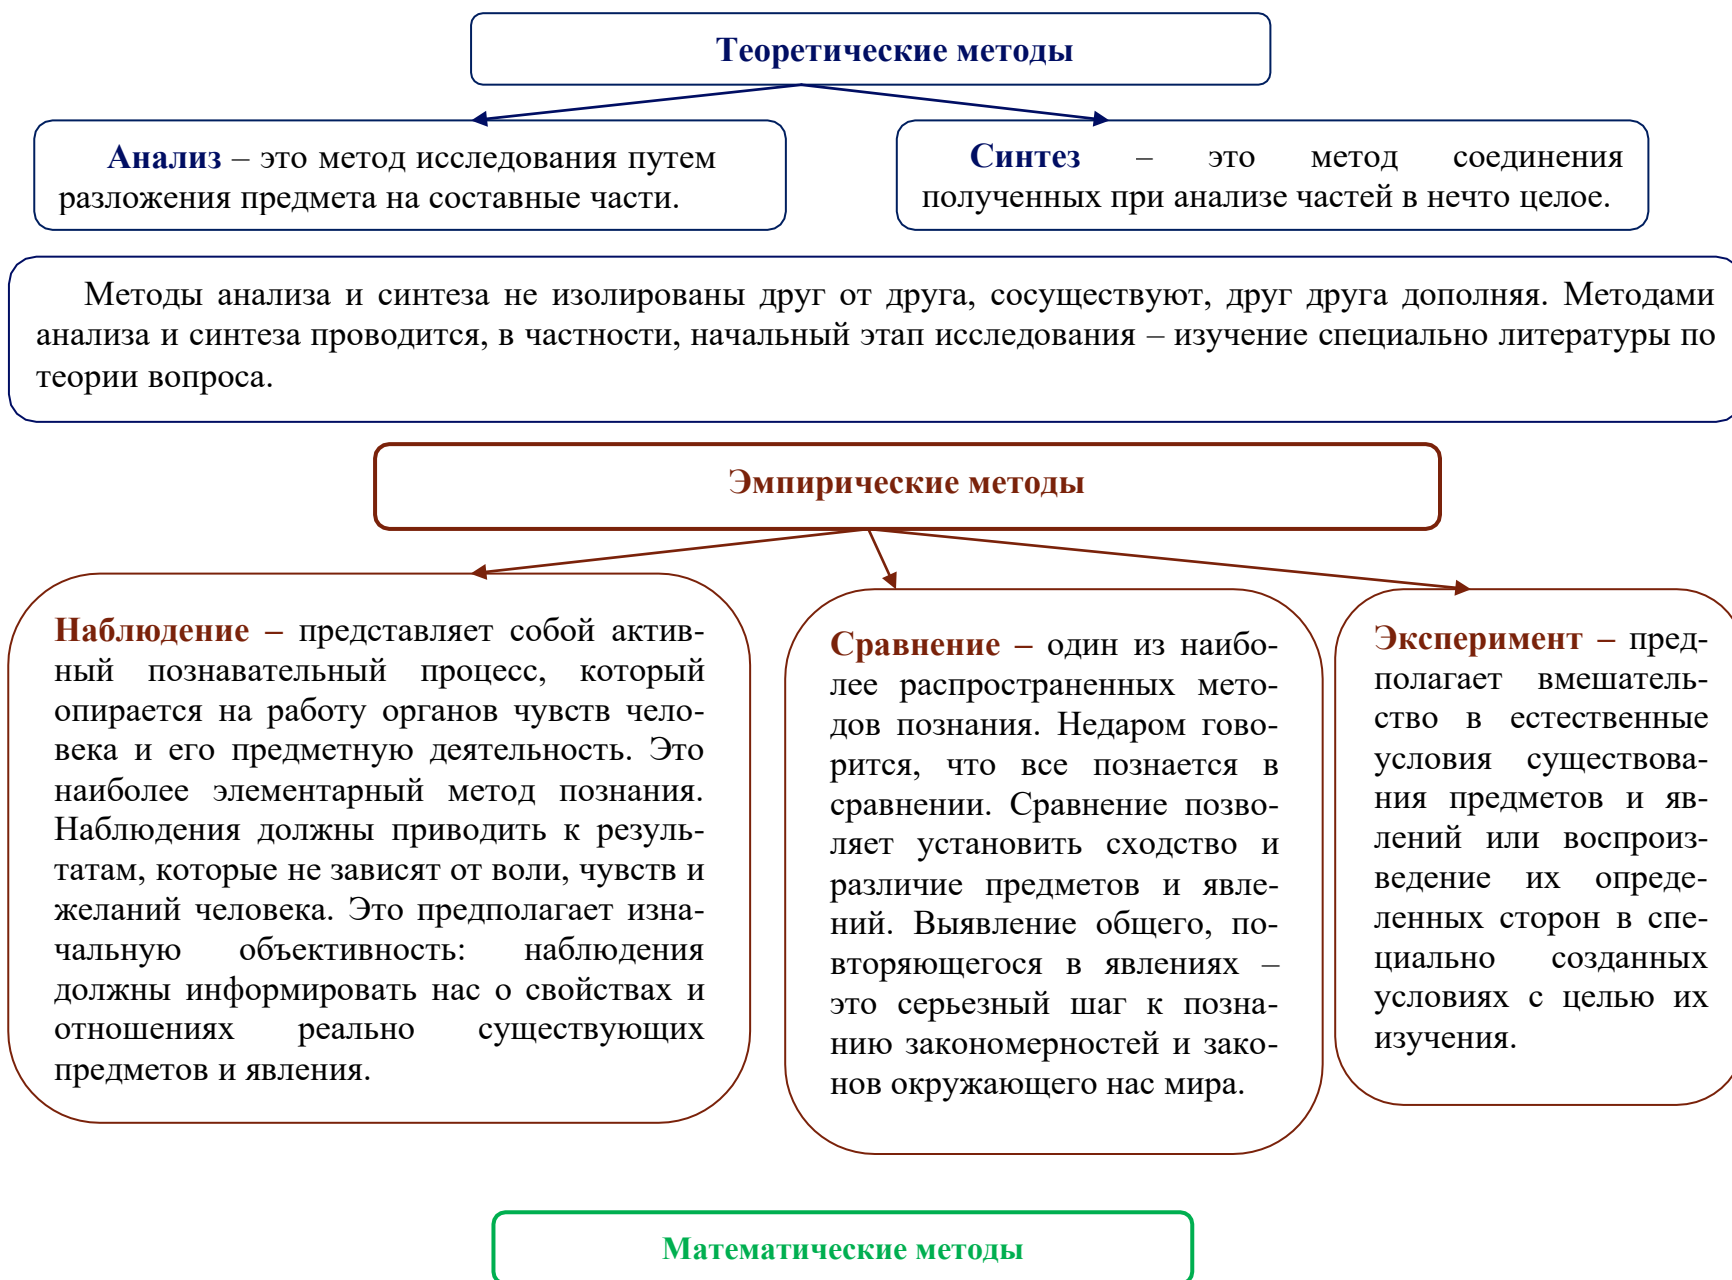 Теоретические методы
Анализ – это метод исследования путем
разложения предмета на составные части.
Синтез – это метод соединения
полученных при анализе частей в нечто целое.
Методы анализа и синтеза не изолированы друг от друга, сосуществуют, друг друга дополняя. Методами
анализа и синтеза проводится, в частности, начальный этап исследования – изучение специально литературы по
теории вопроса.
Эмпирические методы
Наблюдение – представляет собой актив-
ный познавательный процесс, который
опирается на работу органов чувств чело-
века и его предметную деятельность. Это
наиболее элементарный метод познания.
Наблюдения должны приводить к резуль-
татам, которые не зависят от воли, чувств и
желаний человека. Это предполагает изна-
чальную объективность: наблюдения
должны информировать нас о свойствах и
отношениях реально существующих
предметов и явления.
Сравнение – один из наибо-
лее распространенных мето-
дов познания. Недаром гово-
рится, что все познается в
сравнении. Сравнение позво-
ляет установить сходство и
различие предметов и явле-
ний. Выявление общего, по-
вторяющегося в явлениях –
это серьезный шаг к позна-
нию закономерностей и зако-
нов окружающего нас мира.
Эксперимент – пред-
полагает вмешатель-
ство в естественные
условия существова-
ния предметов и яв-
лений или воспроиз-
ведение их опреде-
ленных сторон в спе-
циально созданных
условиях с целью их
изучения.
Математические методы